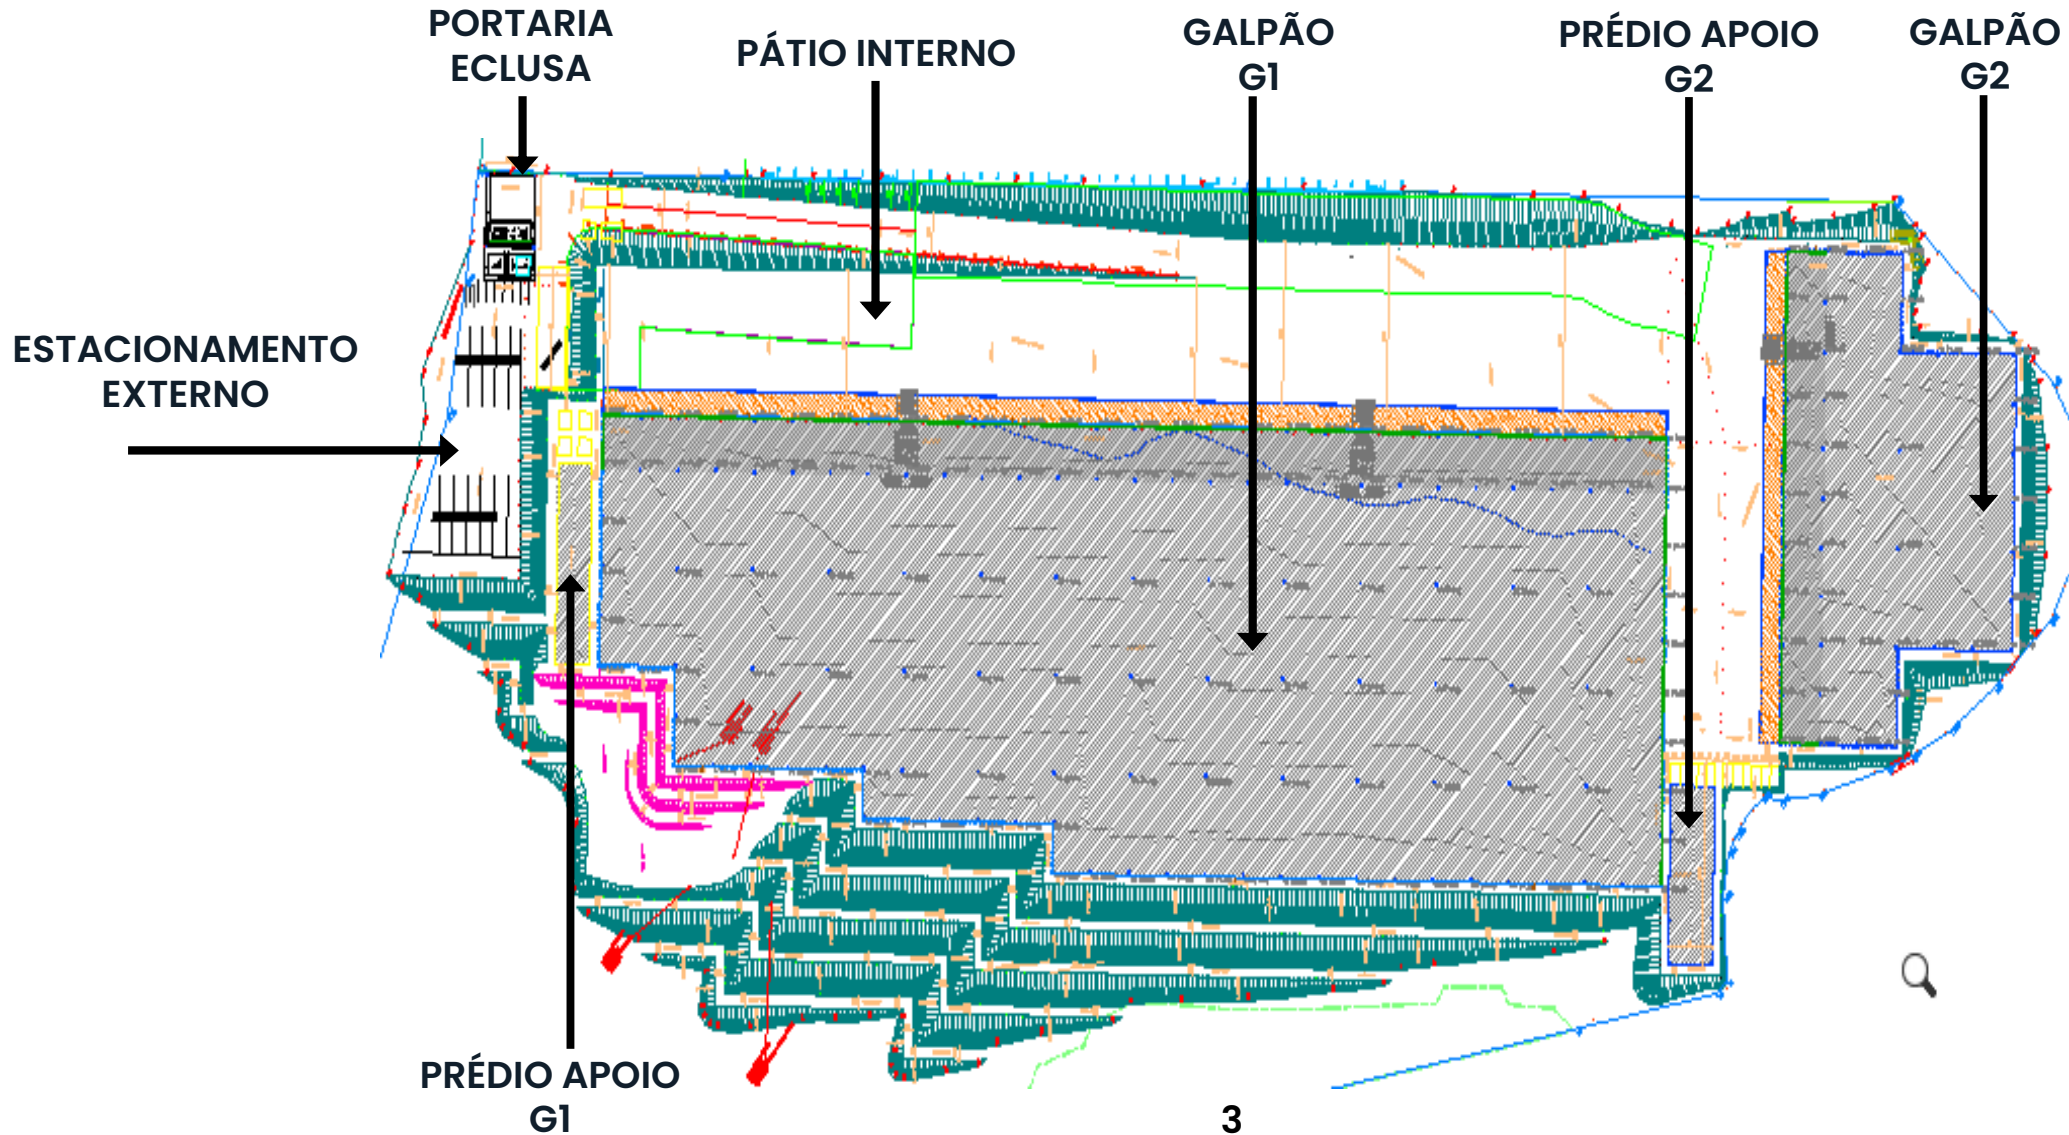 PORTARIA
ECLUSA
PÁTIO INTERNO
GALPÃO
G1
PRÉDIO APOIO
G2
GALPÃO
G2
ESTACIONAMENTO
EXTERNO
PRÉDIO APOIO
G1
3